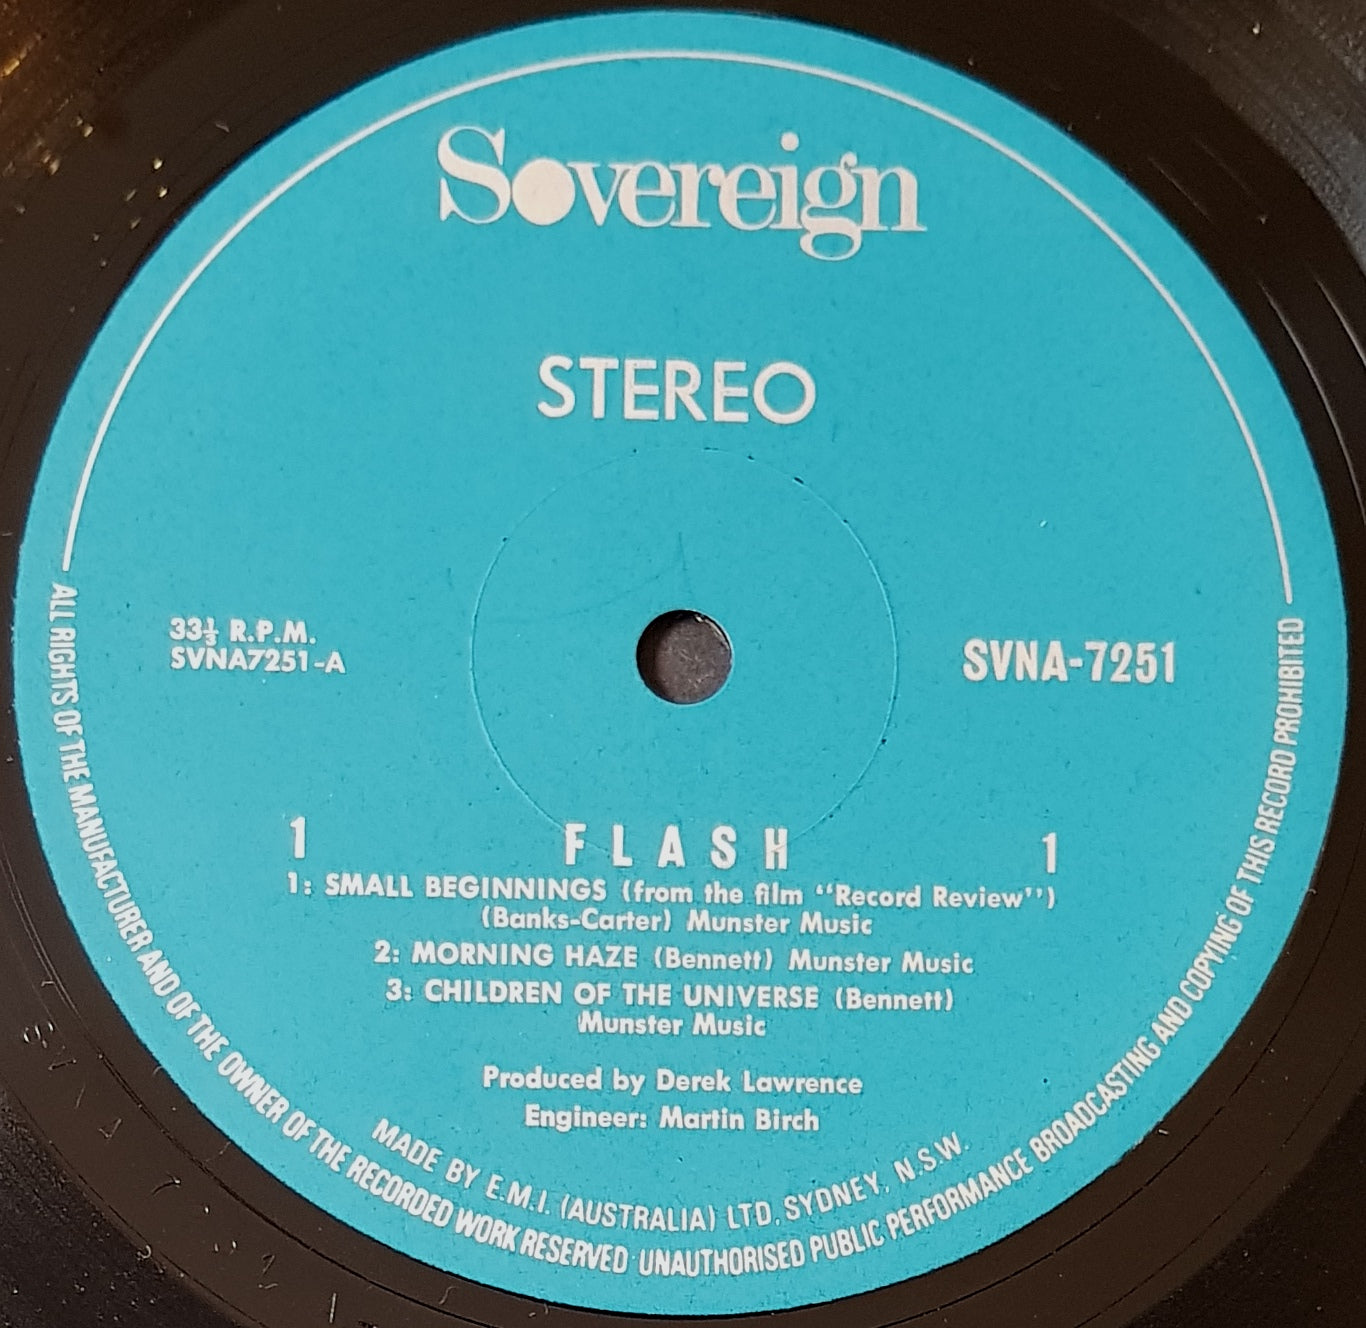 Sovereign
STEREO
33⅓ R.P.M.
SVNA7251-A
SVNA-7251
1 FLASH 1
1: SMALL BEGINNINGS (from the film “Record Review”)
(Banks-Carter) Munster Music
2: MORNING HAZE (Bennett) Munster Music
3: CHILDREN OF THE UNIVERSE (Bennett)
Munster Music
Produced by Derek Lawrence
Engineer: Martin Birch
MADE BY E.M.I. (AUSTRALIA) LTD. SYDNEY, N.S.W.
ALL RIGHTS OF THE MANUFACTURER AND OF THE OWNER OF THE RECORDED WORK RESERVED · UNAUTHORISED PUBLIC PERFORMANCE BROADCASTING AND COPYING OF THIS RECORD PROHIBITED